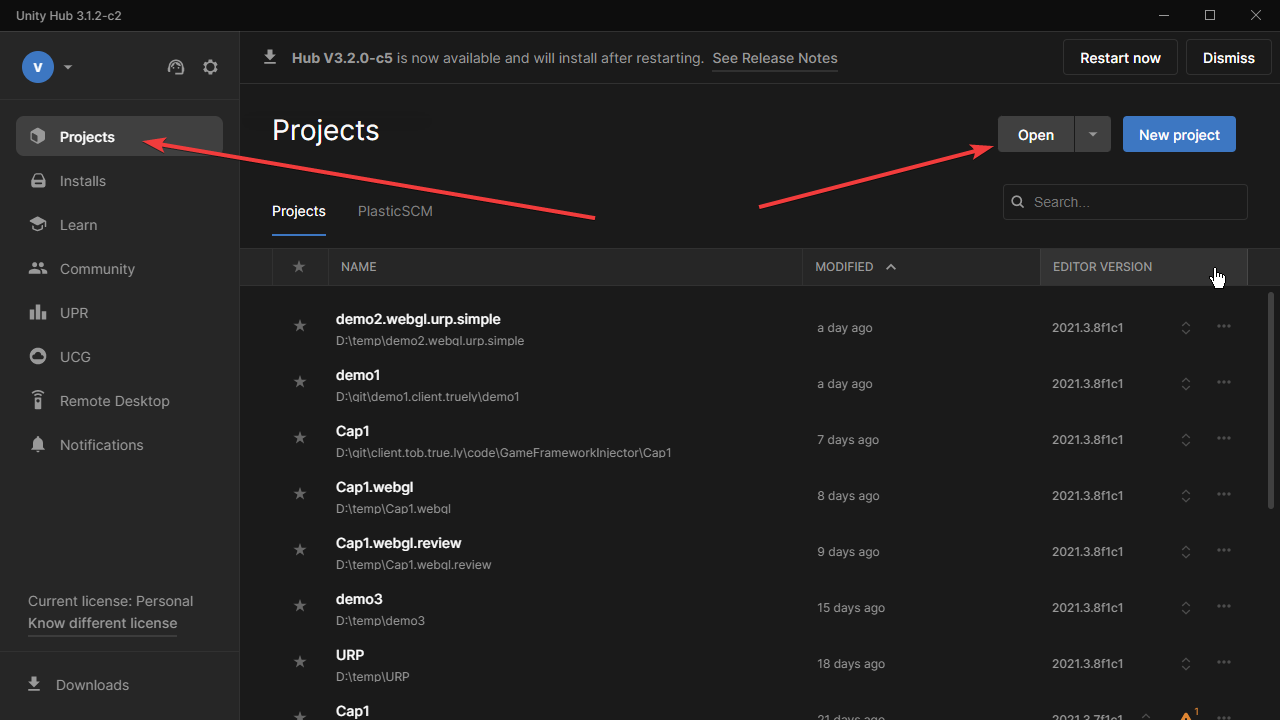 Unity Hub 3.1.2-c2
V
Hub V3.2.0-c5 is now available and will install after restarting. See Release Notes
Restart now
Dismiss
Projects
Installs
Learn
Community
UPR
UCG
Remote Desktop
Notifications
Current license: Personal
Know different license
Downloads
Projects
Open
New project
Projects
PlasticSCM
Search...
NAME
MODIFIED
EDITOR VERSION
demo2.webgl.urp.simple
D:\temp\demo2.webgl.urp.simple
a day ago
2021.3.8f1c1
demo1
D:\git\demo1.client.truely\demo1
a day ago
2021.3.8f1c1
Cap1
D:\git\client.tob.true.ly\code\GameFrameworkInjector\Cap1
7 days ago
2021.3.8f1c1
Cap1.webgl
D:\temp\Cap1.webgl
8 days ago
2021.3.8f1c1
Cap1.webgl.review
D:\temp\Cap1.webgl.review
9 days ago
2021.3.8f1c1
demo3
D:\temp\demo3
15 days ago
2021.3.8f1c1
URP
D:\temp\URP
18 days ago
2021.3.8f1c1
Cap1
21 days ago
2021.3.7f1c1
1